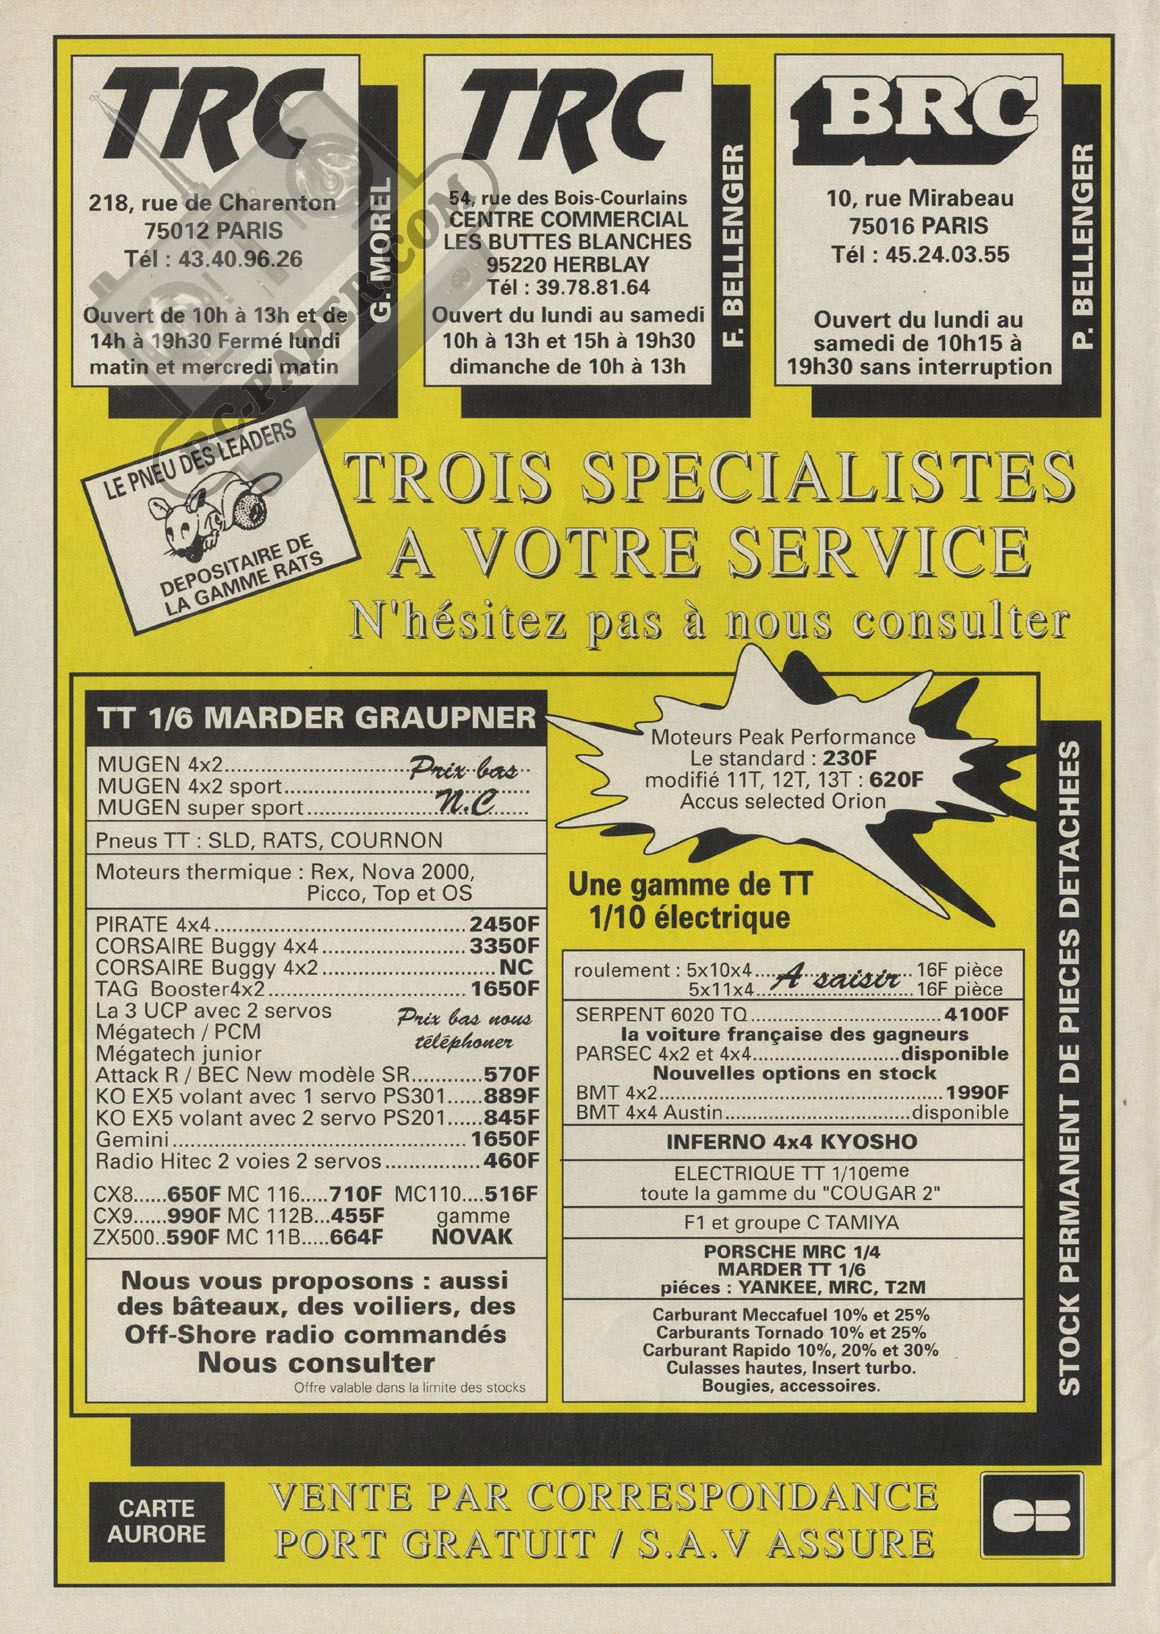 TRC
218, rue de Charenton
75012 PARIS
Tél : 43.40.96.26
Ouvert de 10h à 13h et de
14h à 19h30 Fermé lundi
matin et mercredi matin
G. MOREL
TRC
54, rue des Bois-Courlains
CENTRE COMMERCIAL
LES BUTTES BLANCHES
95220 HERBLAY
Tél : 39.78.81.64
Ouvert du lundi au samedi
10h à 13h et 15h à 19h30
dimanche de 10h à 13h
F. BELLENGER
BRC
10, rue Mirabeau
75016 PARIS
Tél : 45.24.03.55
Ouvert du lundi au
samedi de 10h15 à
19h30 sans interruption
P. BELLENGER
RC-PAPER.COM
LE PNEU DES LEADERS
DEPOSITAIRE DE
LA GAMME RATS
TROIS SPECIALISTES
A VOTRE SERVICE
N'hésitez pas à nous consulter
TT 1/6 MARDER GRAUPNER
MUGEN 4x2.......... Prix bas
MUGEN 4x2 sport..........
MUGEN super sport.......... N.C
Pneus TT : SLD, RATS, COURNON
Moteurs thermique : Rex, Nova 2000,
Picco, Top et OS
PIRATE 4x4..........2450F
CORSAIRE Buggy 4x4..........3350F
CORSAIRE Buggy 4x2..........NC
TAG Booster4x2..........1650F
La 3 UCP avec 2 servos
Mégatech / PCM
Mégatech junior
Prix bas nous
téléphoner
Attack R / BEC New modèle SR..........570F
KO EX5 volant avec 1 servo PS301......889F
KO EX5 volant avec 2 servo PS201......845F
Gemini..........1650F
Radio Hitec 2 voies 2 servos..........460F
CX8......650F MC 116.....710F MC110....516F
CX9......990F MC 112B...455F gamme
ZX500..590F MC 11B.....664F NOVAK
Nous vous proposons : aussi
des bâteaux, des voiliers, des
Off-Shore radio commandés
Nous consulter
Offre valable dans la limite des stocks
Moteurs Peak Performance
Le standard : 230F
modifié 11T, 12T, 13T : 620F
Accus selected Orion
Une gamme de TT
1/10 électrique
roulement : 5x10x4.......... 16F pièce
5x11x4.......... 16F pièce
A saisir
SERPENT 6020 TQ..........4100F
la voiture française des gagneurs
PARSEC 4x2 et 4x4..........disponible
Nouvelles options en stock
BMT 4x2..........1990F
BMT 4x4 Austin..........disponible
INFERNO 4x4 KYOSHO
ELECTRIQUE TT 1/10eme
toute la gamme du "COUGAR 2"
F1 et groupe C TAMIYA
PORSCHE MRC 1/4
MARDER TT 1/6
piéces : YANKEE, MRC, T2M
Carburant Meccafuel 10% et 25%
Carburants Tornado 10% et 25%
Carburant Rapido 10%, 20% et 30%
Culasses hautes, Insert turbo.
Bougies, accessoires.
STOCK PERMANENT DE PIECES DETACHEES
CARTE
AURORE
VENTE PAR CORRESPONDANCE
PORT GRATUIT / S.A.V ASSURE
CB